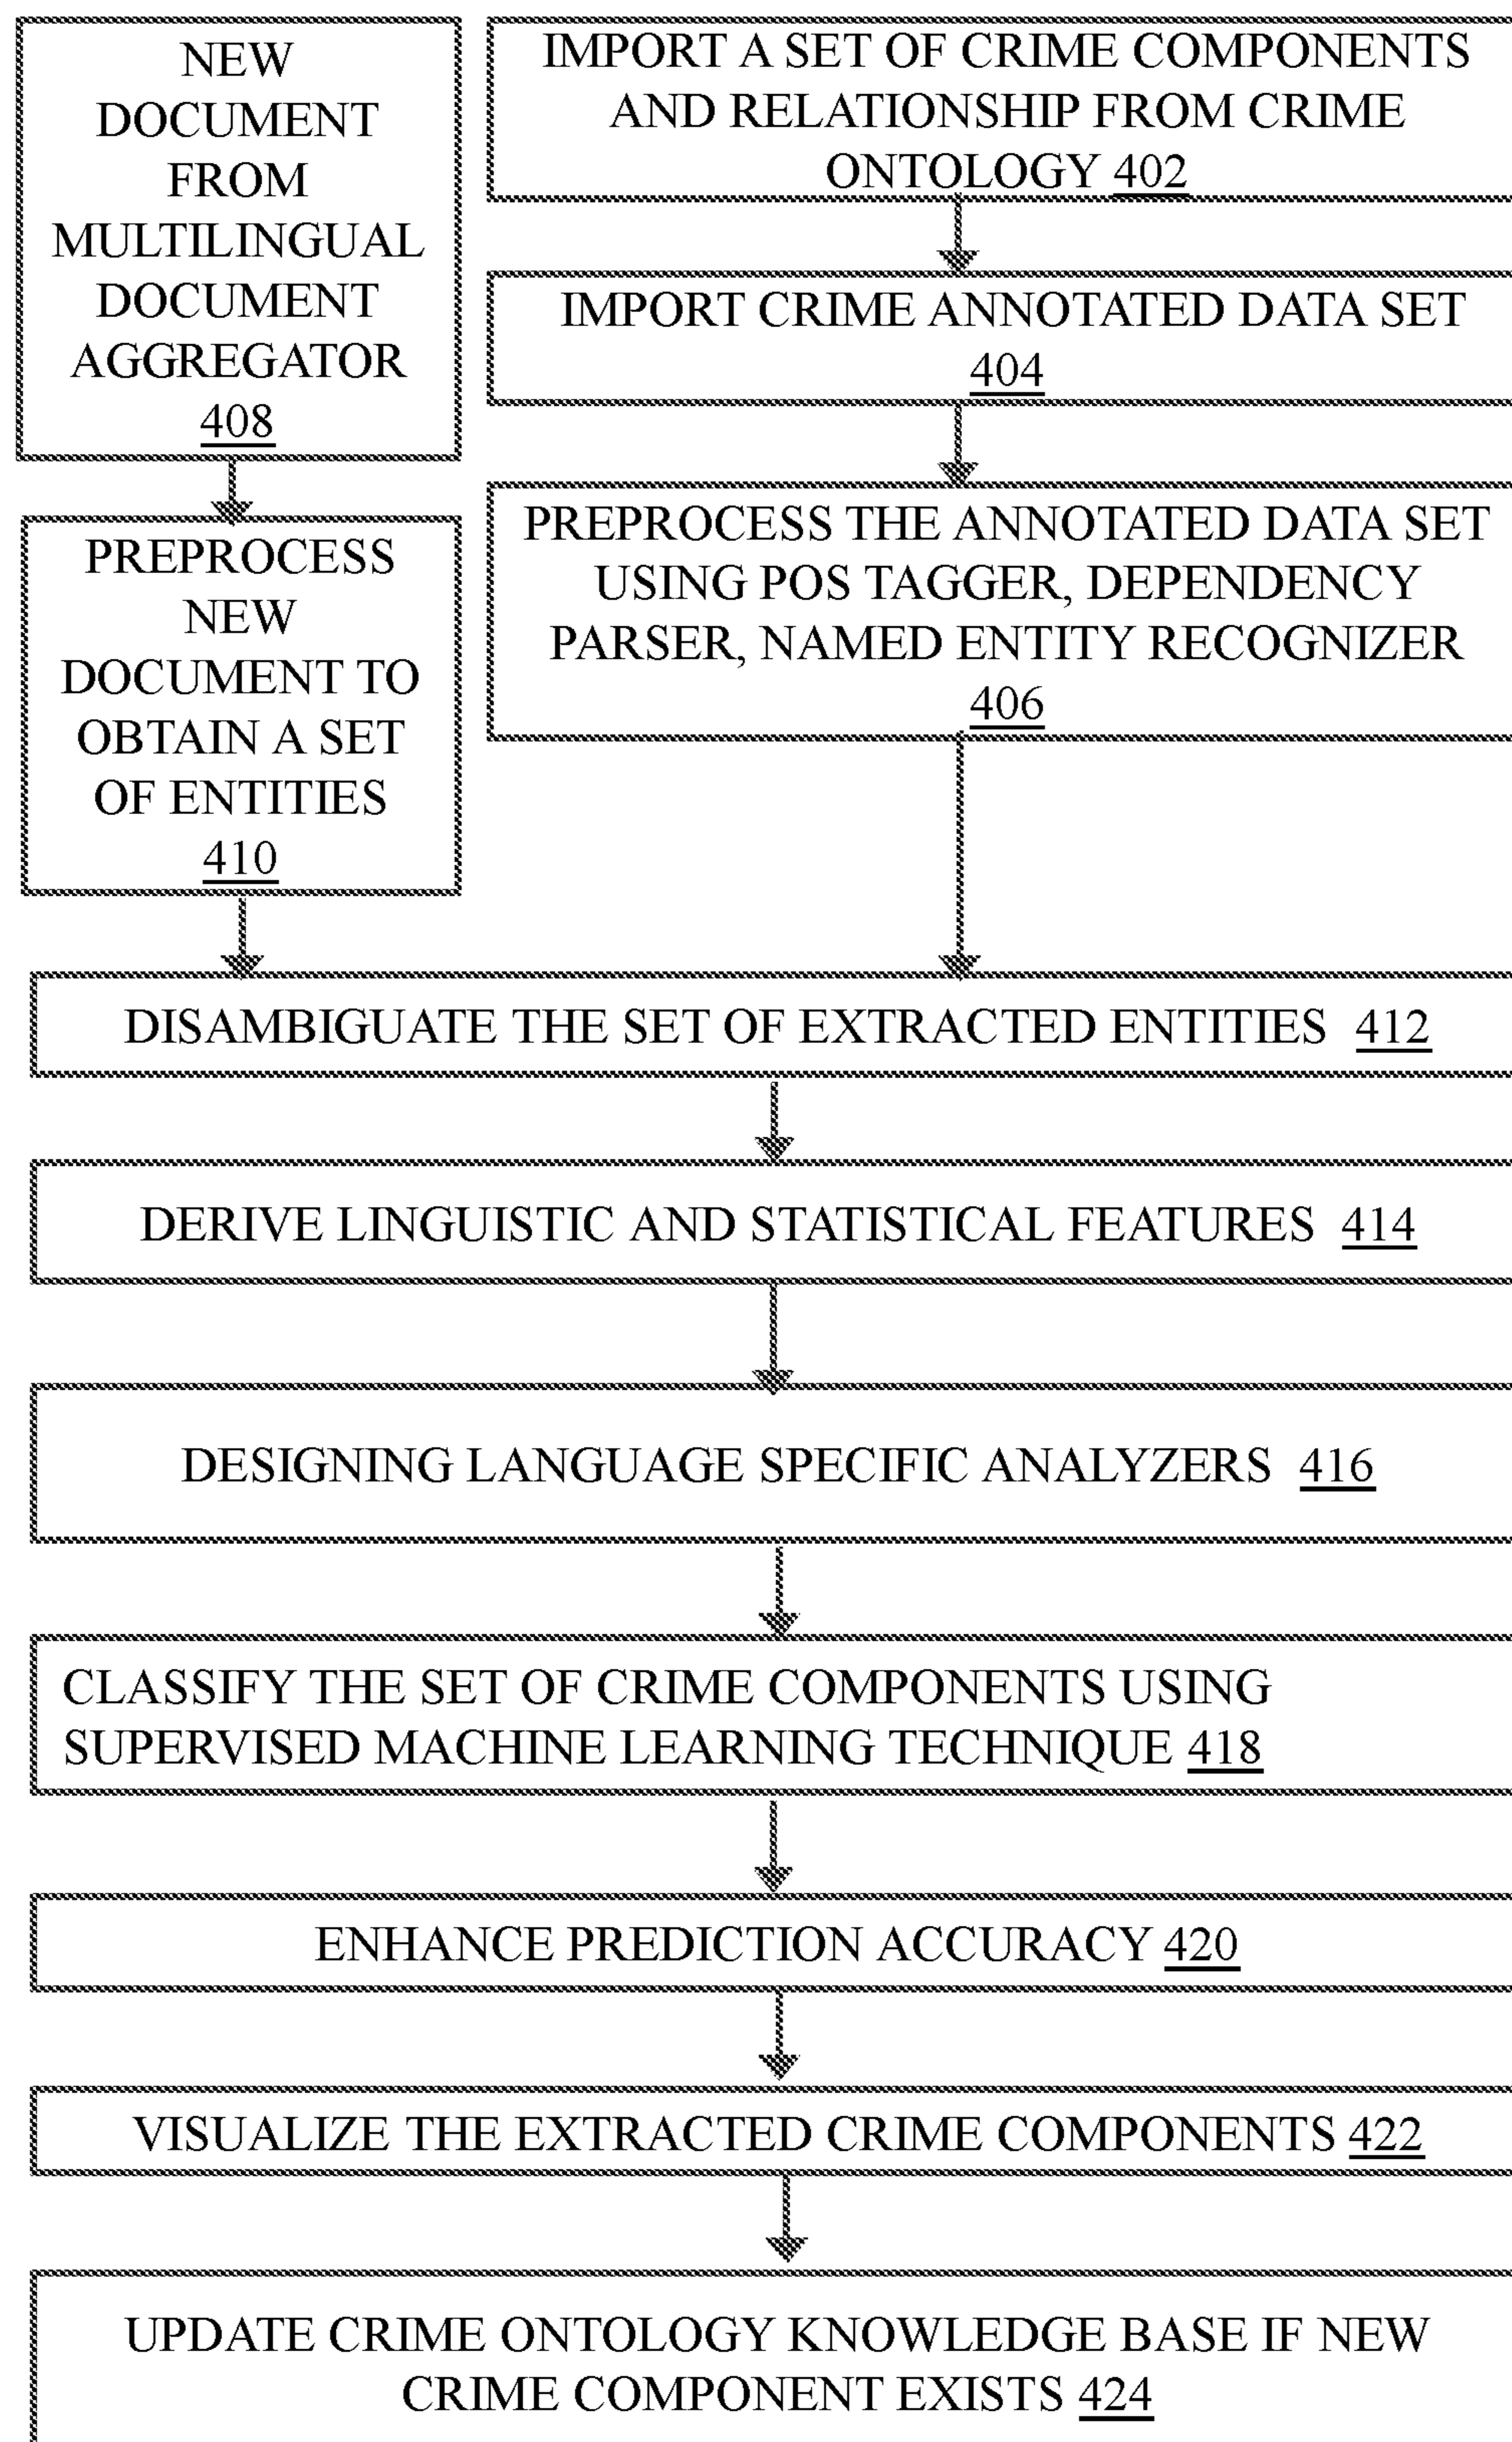 NEW
DOCUMENT
FROM
MULTILINGUAL
DOCUMENT
AGGREGATOR
408
IMPORT A SET OF CRIME COMPONENTS
AND RELATIONSHIP FROM CRIME
ONTOLOGY 402
IMPORT CRIME ANNOTATED DATA SET
404
PREPROCESS THE ANNOTATED DATA SET
USING POS TAGGER, DEPENDENCY
PARSER, NAMED ENTITY RECOGNIZER
406
PREPROCESS
NEW
DOCUMENT TO
OBTAIN A SET
OF ENTITIES
410
DISAMBIGUATE THE SET OF EXTRACTED ENTITIES 412
DERIVE LINGUISTIC AND STATISTICAL FEATURES 414
DESIGNING LANGUAGE SPECIFIC ANALYZERS 416
CLASSIFY THE SET OF CRIME COMPONENTS USING
SUPERVISED MACHINE LEARNING TECHNIQUE 418
ENHANCE PREDICTION ACCURACY 420
VISUALIZE THE EXTRACTED CRIME COMPONENTS 422
UPDATE CRIME ONTOLOGY KNOWLEDGE BASE IF NEW
CRIME COMPONENT EXISTS 424